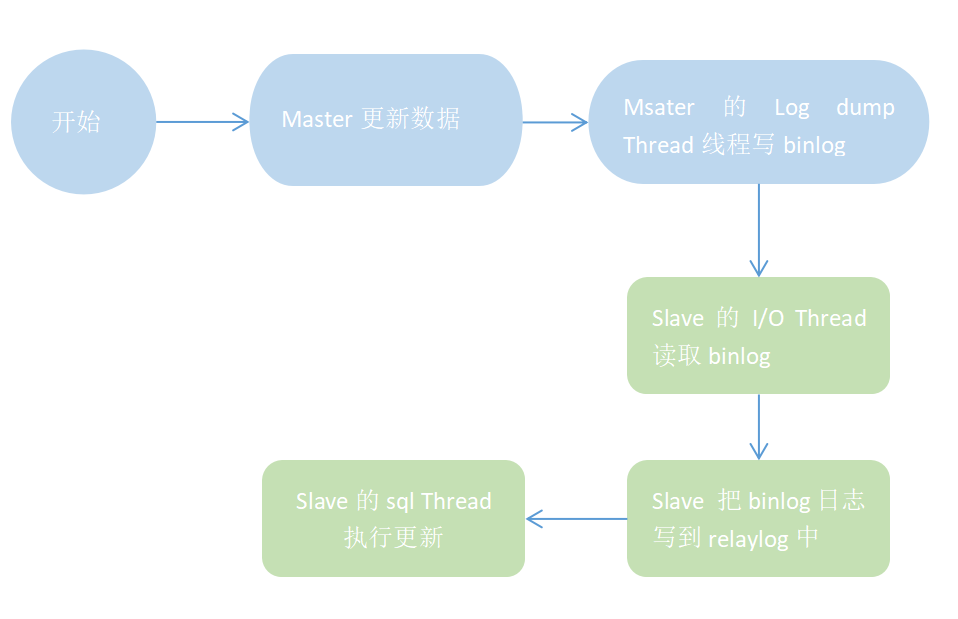 开始
Master 更新数据
Msater 的 Log dump
Thread 线程写 binlog
Slave 的 I/O Thread
读取 binlog
Slave 把 binlog 日志
写到 relaylog 中
Slave 的 sql Thread
执行更新